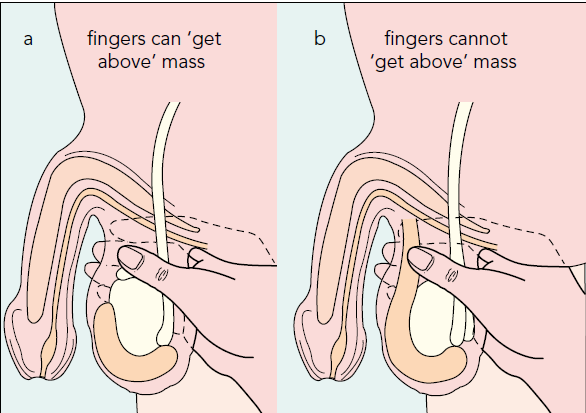 a
fingers can ‘get
above’ mass
b
fingers cannot
‘get above’ mass